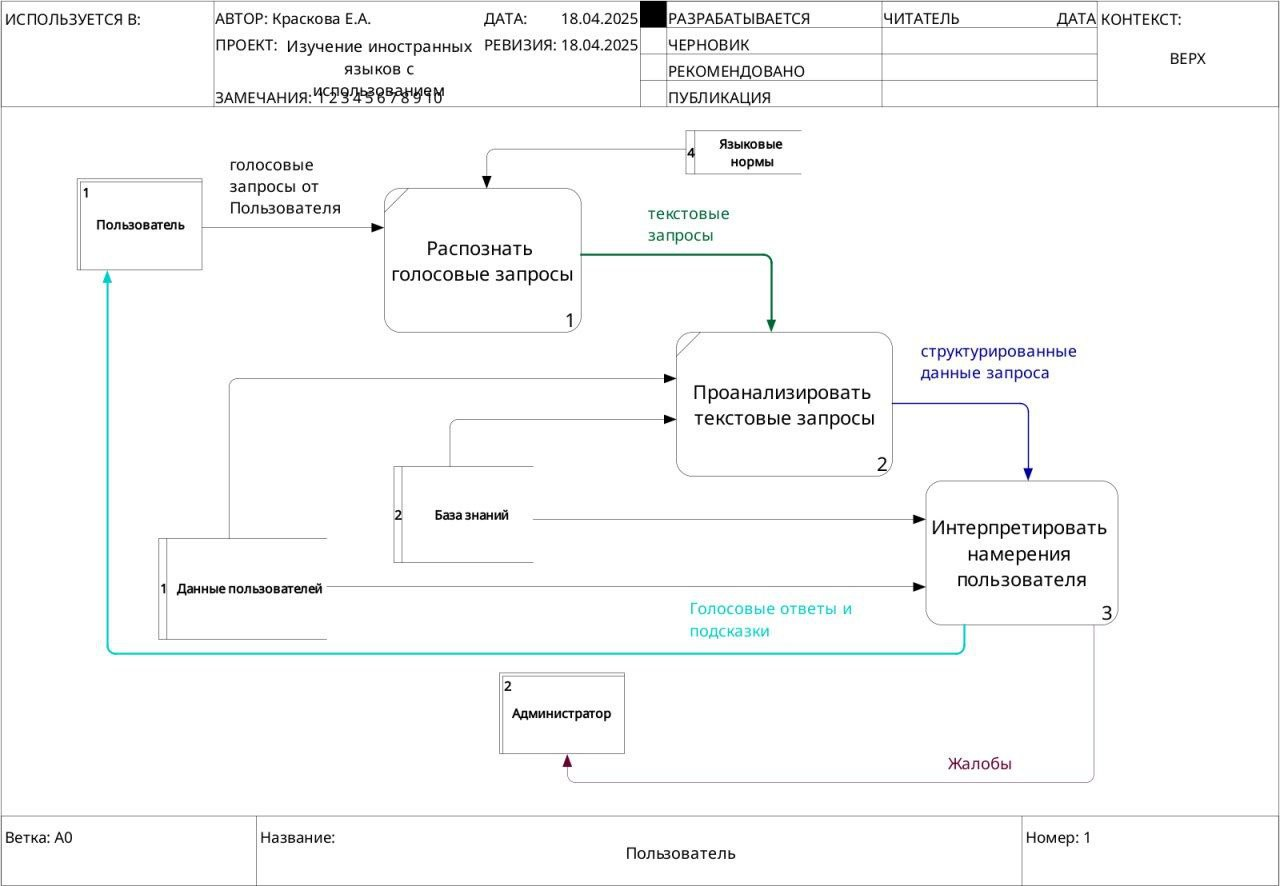 ИСПОЛЬЗУЕТСЯ В:
АВТОР: Краскова Е.А.
ДАТА: 18.04.2025
ПРОЕКТ: Изучение иностранных
языков с
использованием
РЕВИЗИЯ: 18.04.2025
ЗАМЕЧАНИЯ: 1 2 3 4 5 6 7 8 9 10
РАЗРАБАТЫВАЕТСЯ
ЧЕРНОВИК
РЕКОМЕНДОВАНО
ПУБЛИКАЦИЯ
ЧИТАТЕЛЬ
ДАТА
КОНТЕКСТ:
ВЕРХ
4
Языковые
нормы
голосовые
запросы от
Пользователя
1
Пользователь
Распознать
голосовые запросы
1
текстовые
запросы
Проанализировать
текстовые запросы
2
структурированные
данные запроса
2
База знаний
Интерпретировать
намерения
пользователя
3
1
Данные пользователей
Голосовые ответы и
подсказки
2
Администратор
Жалобы
Ветка: A0
Название:
Пользователь
Номер: 1